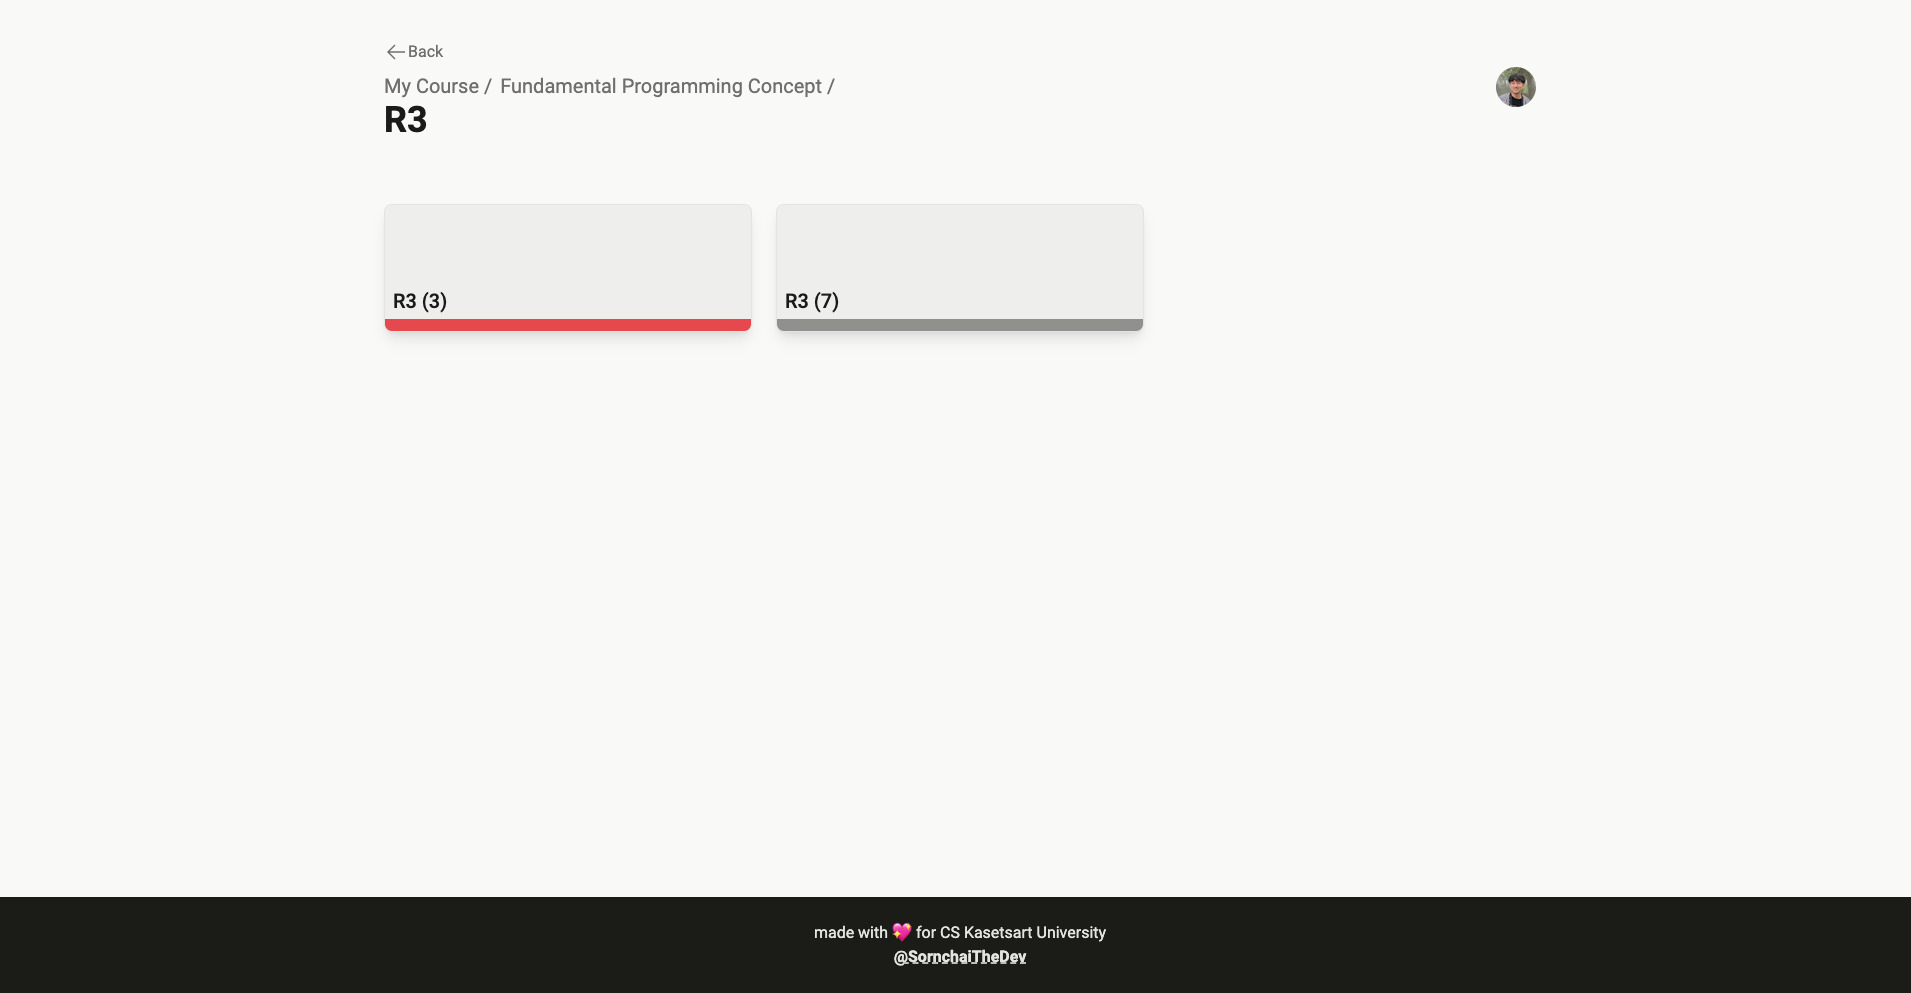 Back
My Course / Fundamental Programming Concept /
R3
R3 (3)
R3 (7)
made with 💖 for CS Kasetsart University
@SornchaiTheDev